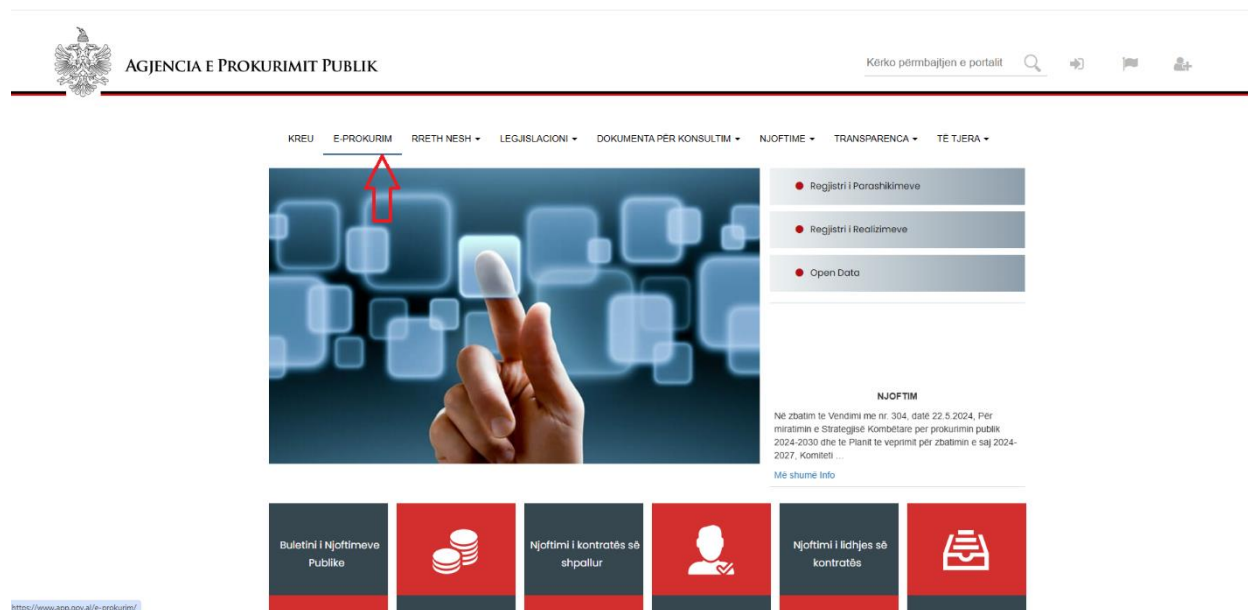 AGJENCIA E PROKURIMIT PUBLIK
Kërko përmbajtjen e portalit
KREU E-PROKURIM RRETH NESH LEGJISLACIONI DOKUMENTA PËR KONSULTIM NJOFTIME TRANSPARENCA TË TJERA
Regjistri i Parashikimeve
Regjistri i Realizimeve
Open Data
NJOFTIM
Në zbatim te Vendimi me nr. 304, datë 22.5.2024, Për
miratimin e Strategjisë Kombëtare per prokurimin publik
2024-2030 dhe te Planit te veprimit për zbatimin e saj 2024-
2027, Komiteti ...
Më shumë Info
Buletini i Njoftimeve
Publike
Njoftimi i kontratës së
shpallur
Njoftimi i lidhjes së
kontratës
https://www.app.gov.al/e-prokurim/